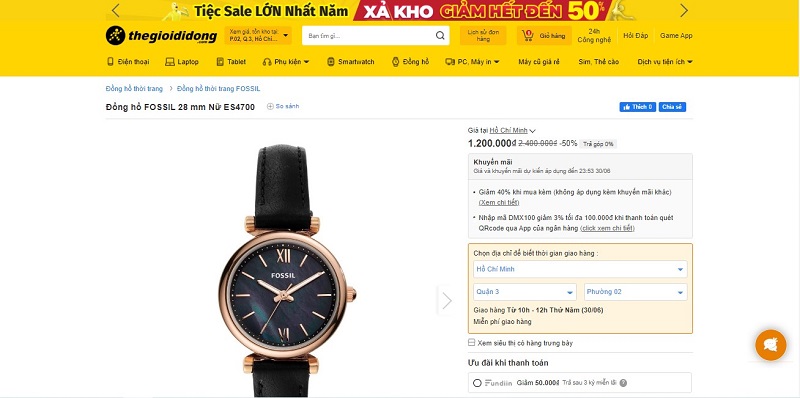 Tiệc Sale LỚN Nhất Năm XẢ KHO GIẢM HẾT ĐẾN 50%
thegioididong.com
Xem giá, tồn kho tại
P.02, Q.3, Hồ Chí...
Bạn tìm gì...
Lịch sử đơn hàng
Giỏ hàng
24h Công nghệ
Hỏi Đáp
Game App
Điện thoại Laptop Tablet Phụ kiện Smartwatch Đồng hồ PC, Máy in Máy cũ giá rẻ Sim, Thẻ cào Dịch vụ tiện ích
Đồng hồ thời trang > Đồng hồ thời trang FOSSIL
Đồng hồ FOSSIL 28 mm Nữ ES4700 So sánh
Thích 0 Chia sẻ
FOSSIL
Giá tại Hồ Chí Minh
1.200.000₫ 2.400.000₫ -50% Trả góp 0%
Khuyến mãi
Giá và khuyến mãi dự kiến áp dụng đến 23:53 30/06
Giảm 40% khi mua kèm (không áp dụng kèm khuyến mãi khác)
(Xem chi tiết)
Nhập mã DMX100 giảm 3% tối đa 100.000đ khi thanh toán quét
QRcode qua App của ngân hàng (click xem chi tiết)
Chọn địa chỉ để biết thời gian giao hàng :
Hồ Chí Minh
Quận 3 Phường 02
Giao hàng Từ 10h - 12h Thứ Năm (30/06)
Miễn phí giao hàng
Xem siêu thị có hàng trưng bày
Ưu đãi khi thanh toán
Fundiin Giảm 50.000₫ Trả sau 3 kỳ miễn lãi ?